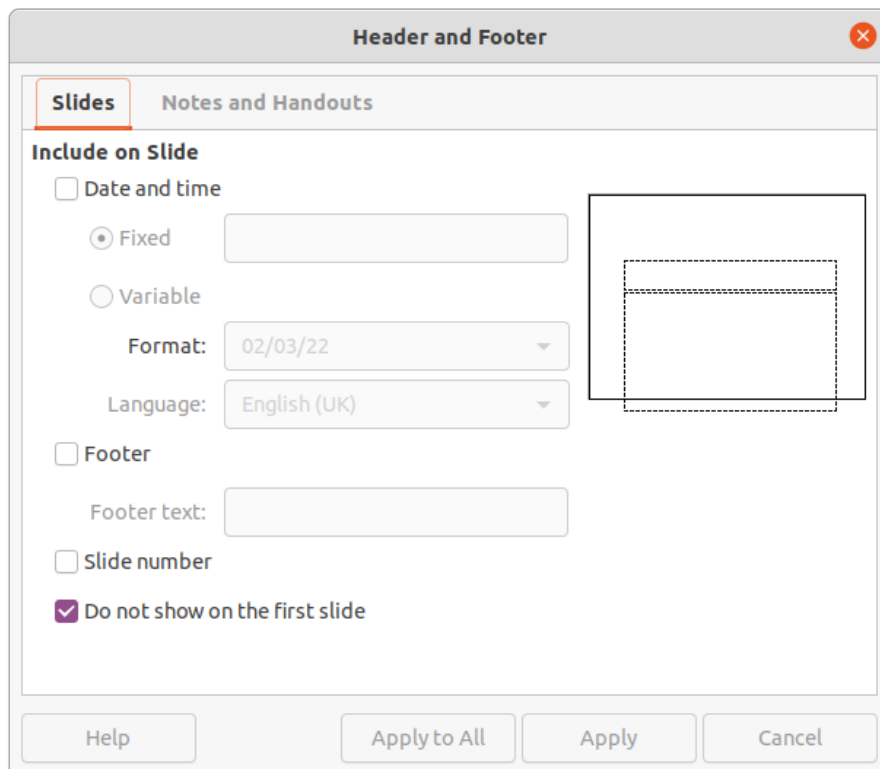 Header and Footer
Slides Notes and Handouts
Include on Slide
Date and time
Fixed
Variable
Format: 02/03/22
Language: English (UK)
Footer
Footer text:
Slide number
Do not show on the first slide
Help Apply to All Apply Cancel